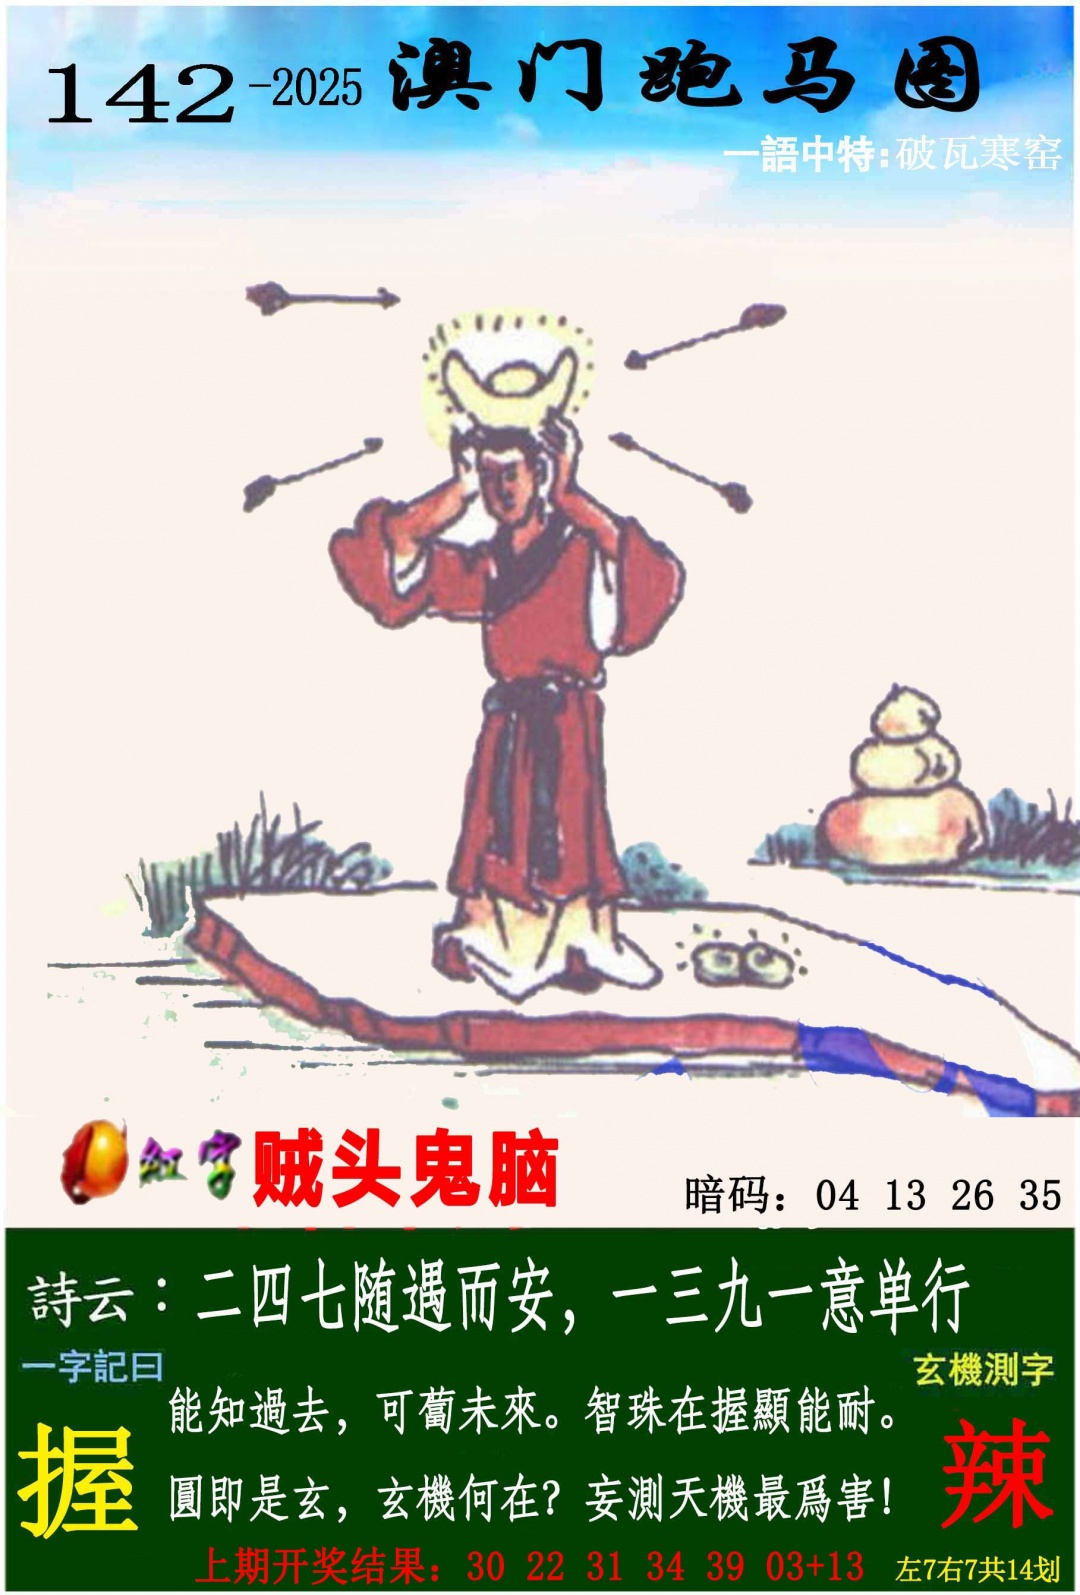 142-2025 澳门跑马图
一語中特:破瓦寒窑
红字 贼头鬼脑
暗码：04 13 26 35
詩云：二四七随遇而安，一三九一意单行
一字記曰
玄機測字
能知過去，可蔔未來。智珠在握顯能耐。
握
辣
圓即是玄，玄機何在？妄測天機最爲害！
上期开奖结果：30 22 31 34 39 03+13
左7右7共14划